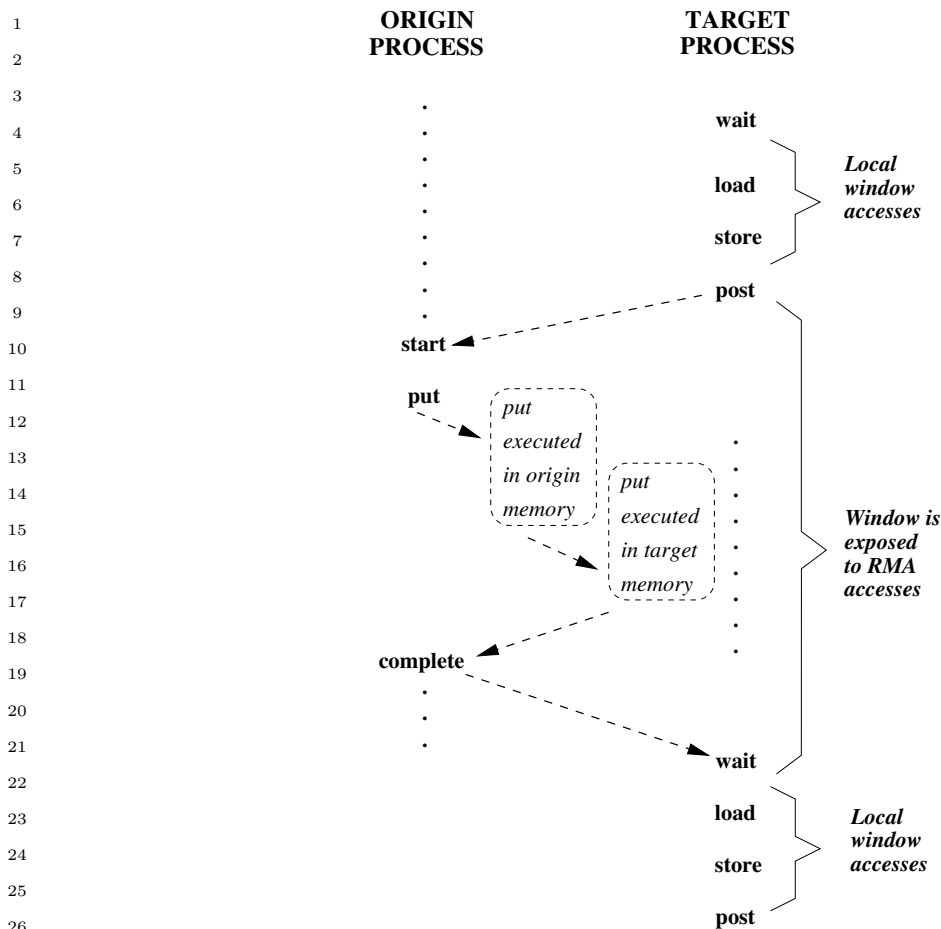 1
ORIGIN PROCESS
TARGET PROCESS
2
3
wait
4
5
Local
window
accesses
load
6
store
7
8
post
9
start
10
11
put
put
executed
in origin
memory
12
13
put
executed
in target
memory
14
15
Window is
exposed
to RMA
accesses
16
17
18
complete
19
20
21
wait
22
load
23
Local
window
accesses
24
store
25
post
26